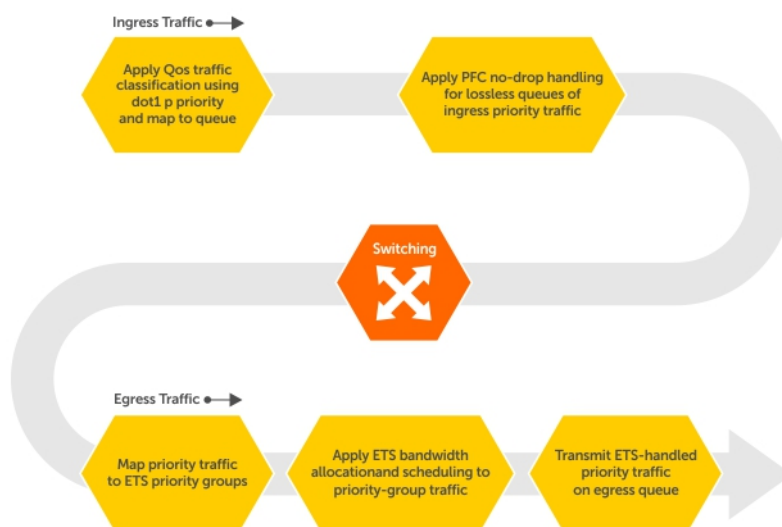 Ingress Traffic
Apply Qos traffic
classification using
dot1 p priority
and map to queue
Apply PFC no-drop handling
for lossless queues of
ingress priority traffic
Switching
Egress Traffic
Map priority traffic
to ETS priority groups
Apply ETS bandwidth
allocationand scheduling to
priority-group traffic
Transmit ETS-handled
priority traffic
on egress queue